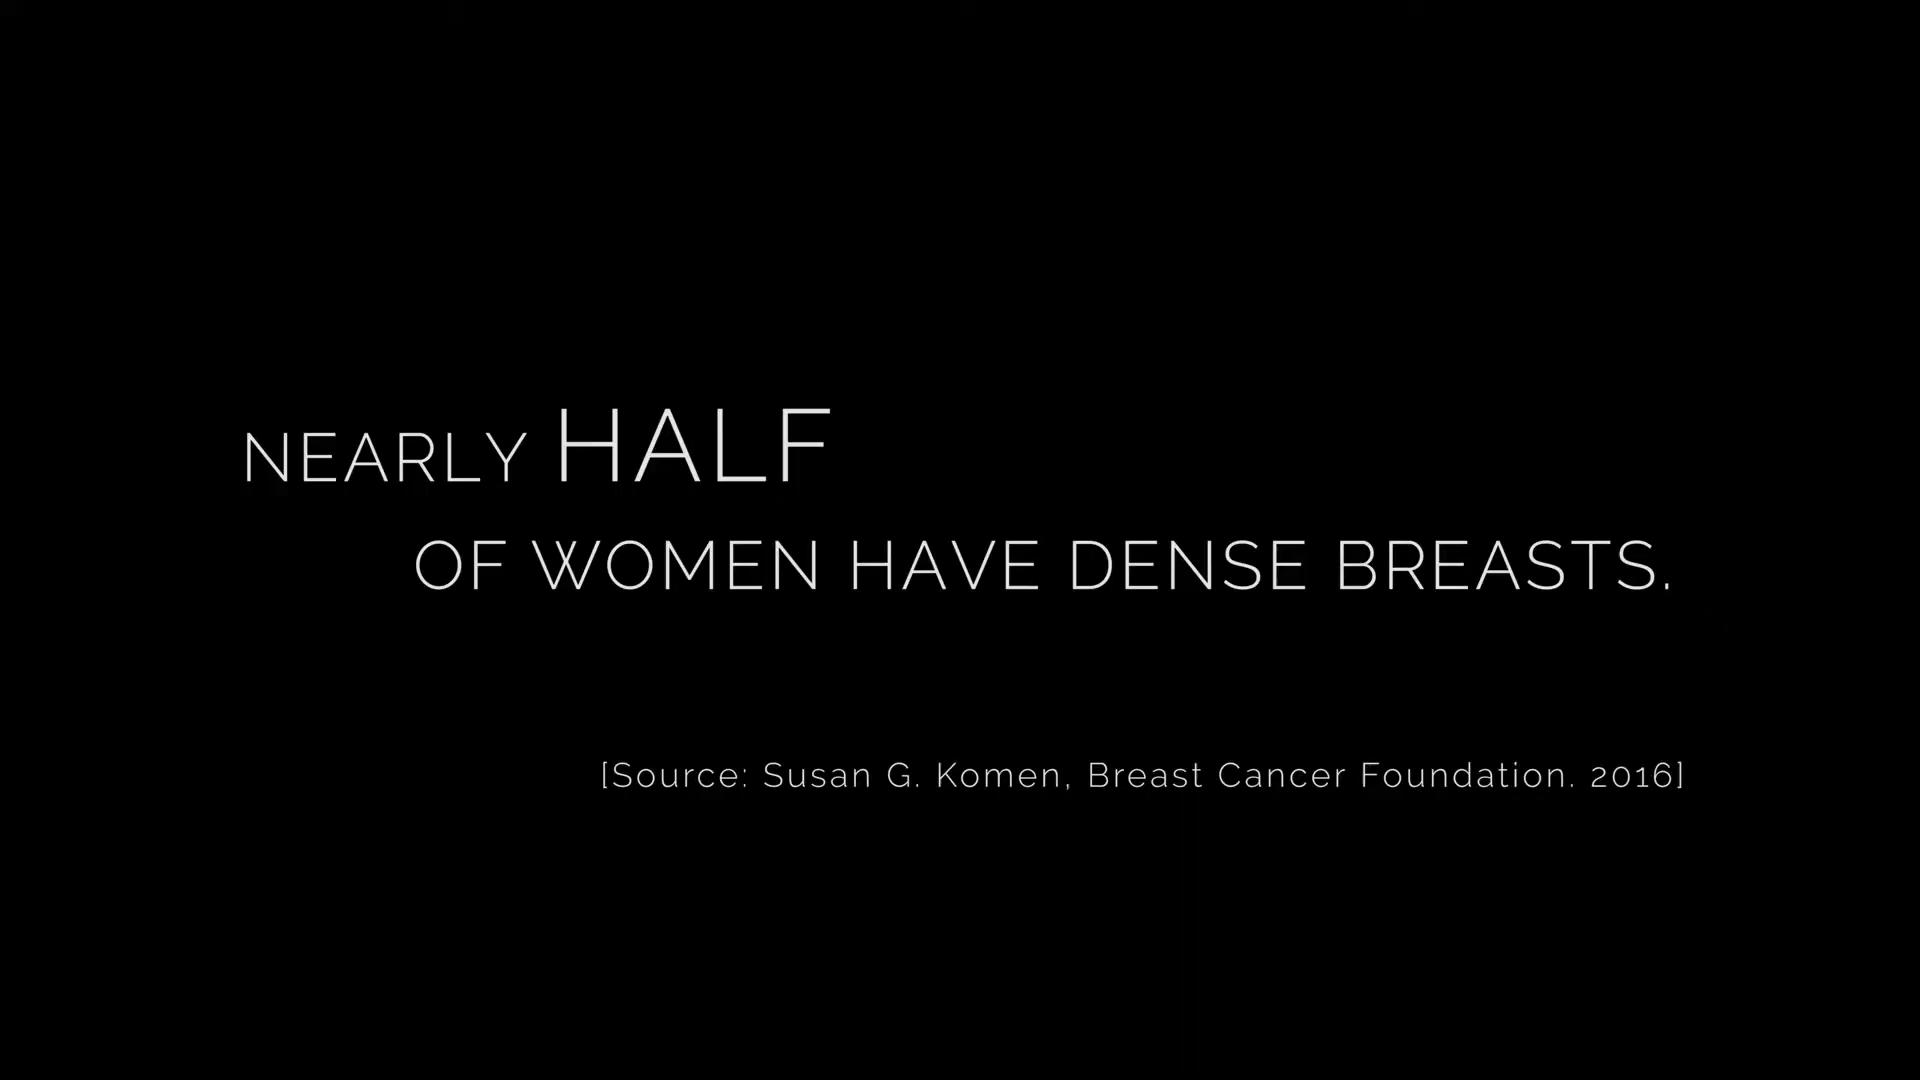 NEARLY HALF
OF WOMEN HAVE DENSE BREASTS.
[Source: Susan G. Komen, Breast Cancer Foundation. 2016]